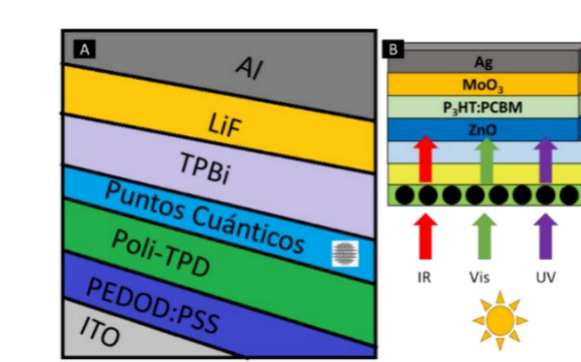 A
Al
LiF
TPBi
Puntos Cuánticos
Poli-TPD
PEDOD:PSS
ITO
B
Ag
MoO₃
P₃HT:PCBM
ZnO
IR Vis UV